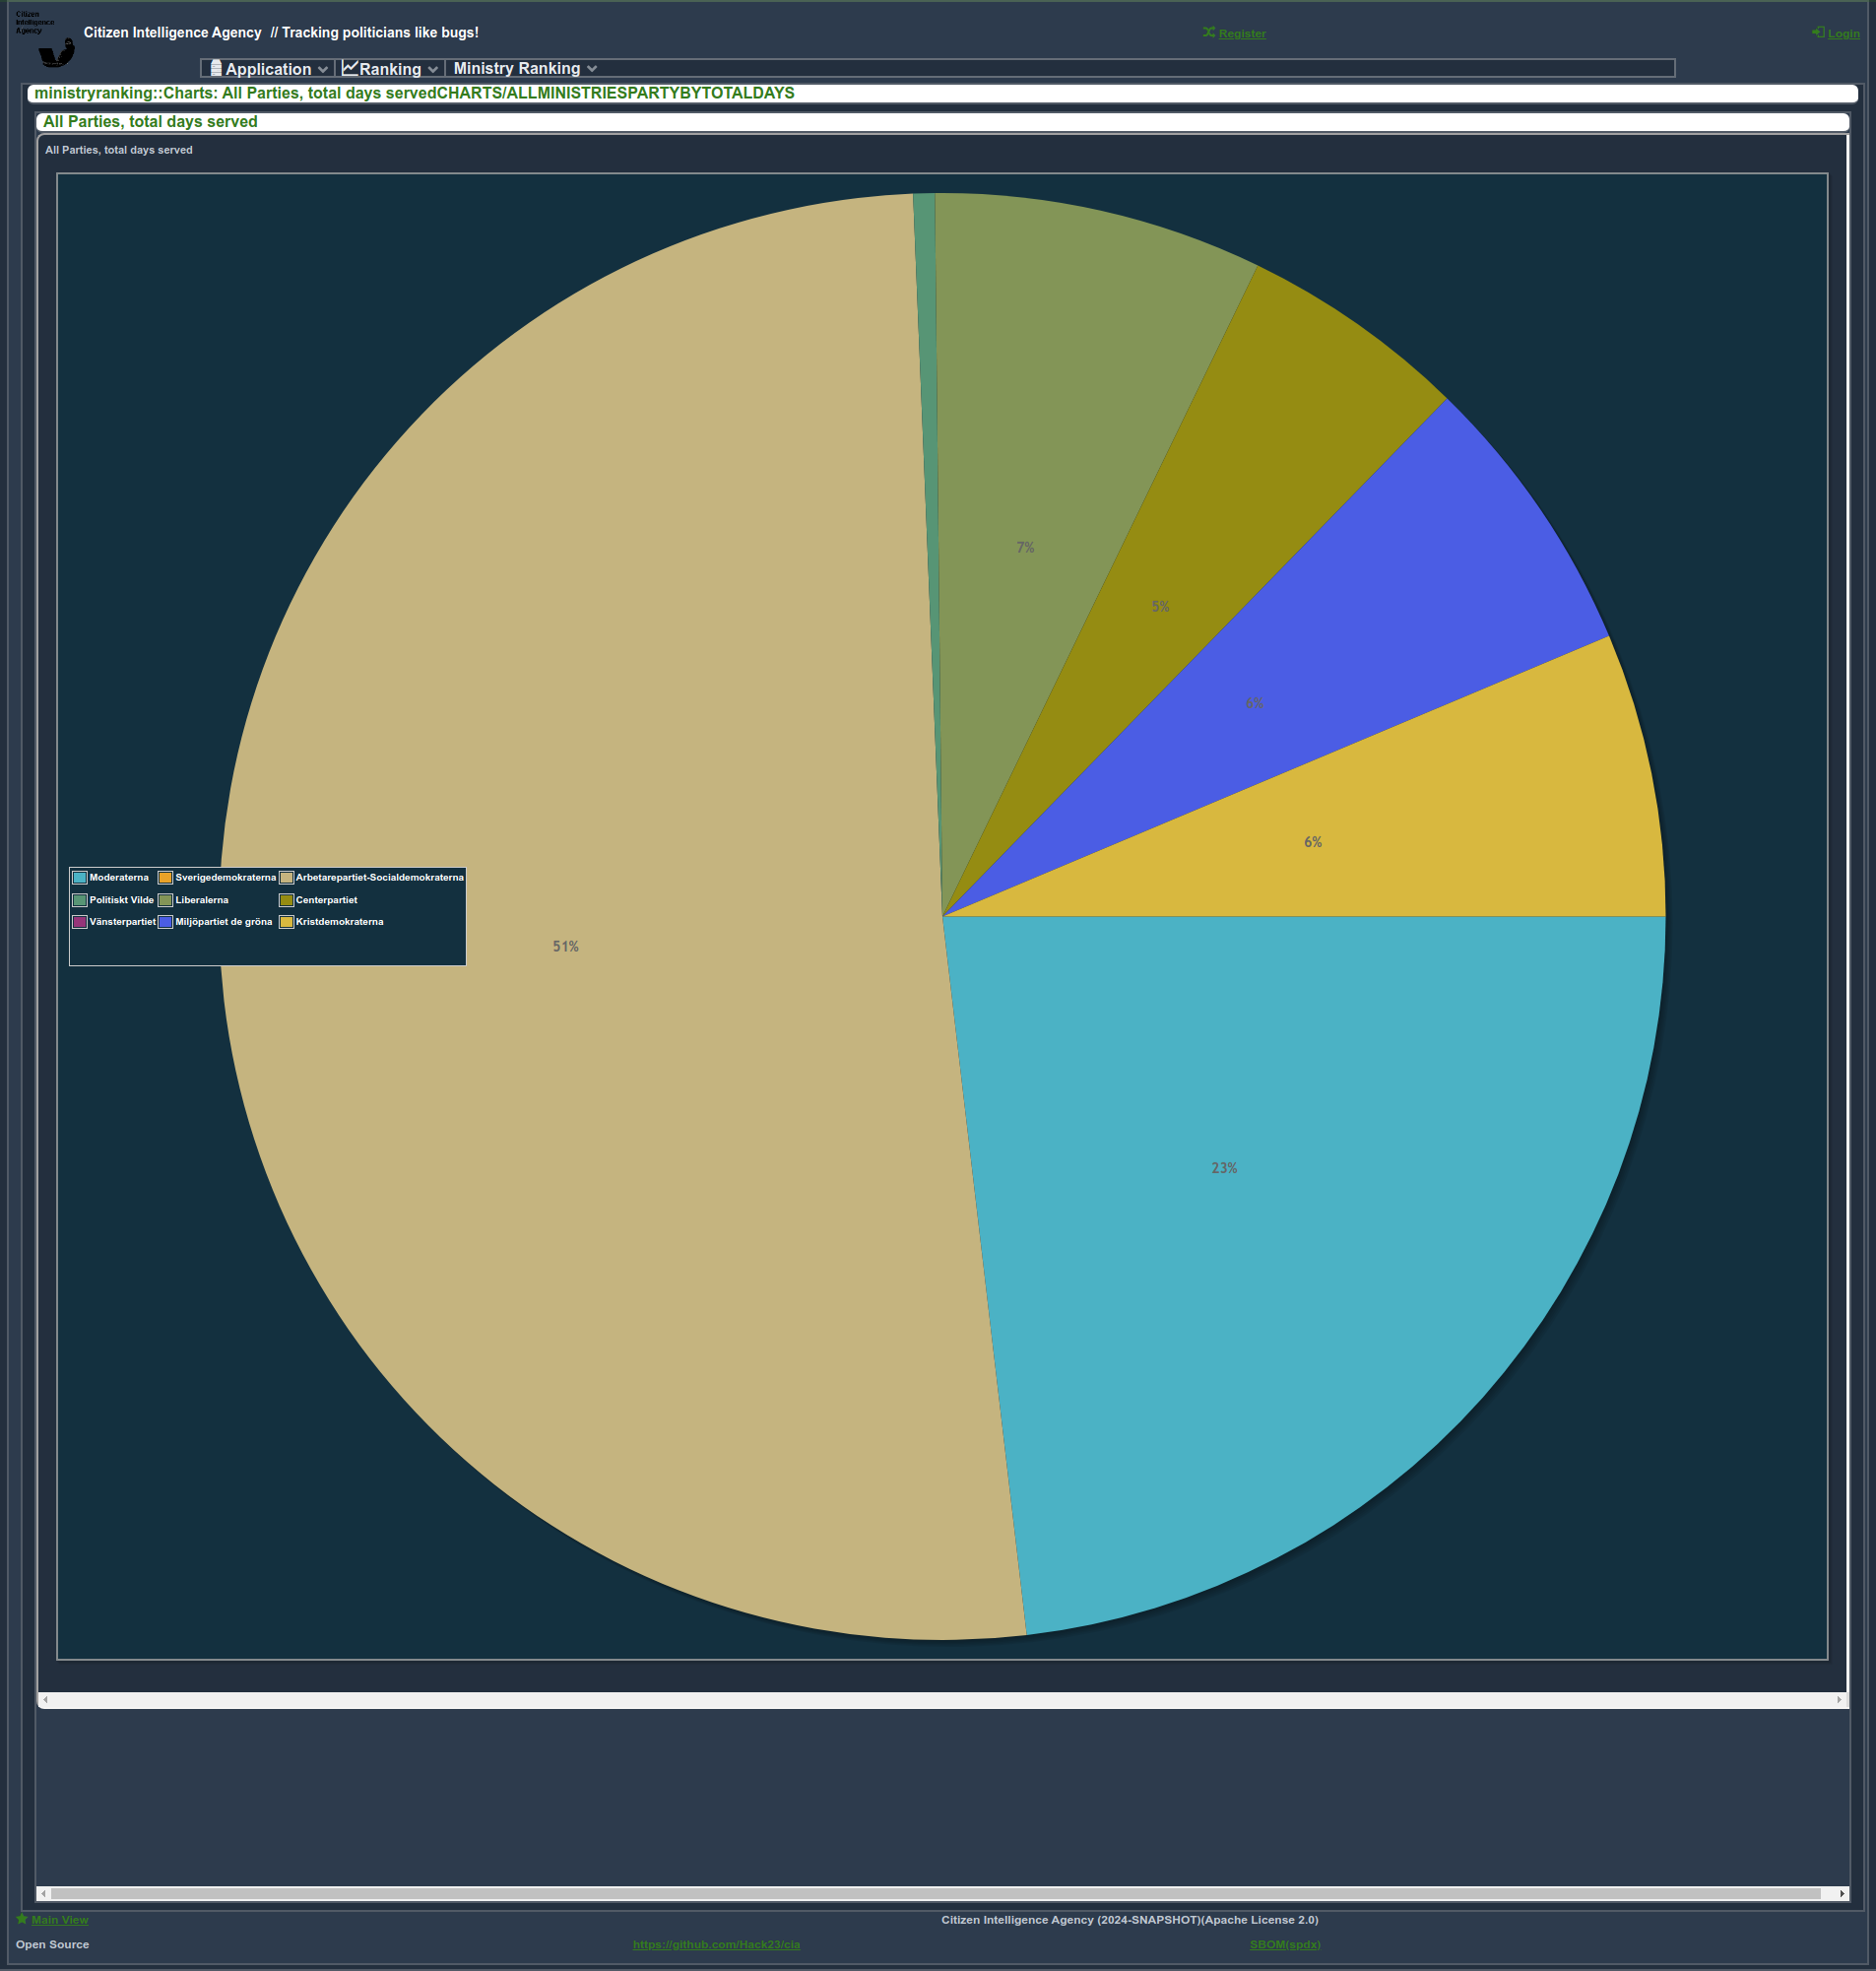 Citizen
Intelligence
Agency
Citizen Intelligence Agency // Tracking politicians like bugs!
Register
Login
Application
Ranking
Ministry Ranking
ministryranking::Charts: All Parties, total days servedCHARTS/ALLMINISTRIESPARTYBYTOTALDAYS
All Parties, total days served
All Parties, total days served
7%
5%
6%
6%
Moderaterna Sverigedemokraterna Arbetarepartiet-Socialdemokraterna
Politiskt Vilde Liberalerna Centerpartiet
Vänsterpartiet Miljöpartiet de gröna Kristdemokraterna
51%
23%
Main View
Citizen Intelligence Agency (2024-SNAPSHOT)(Apache License 2.0)
Open Source
https://github.com/Hack23/cia
SBOM(spdx)